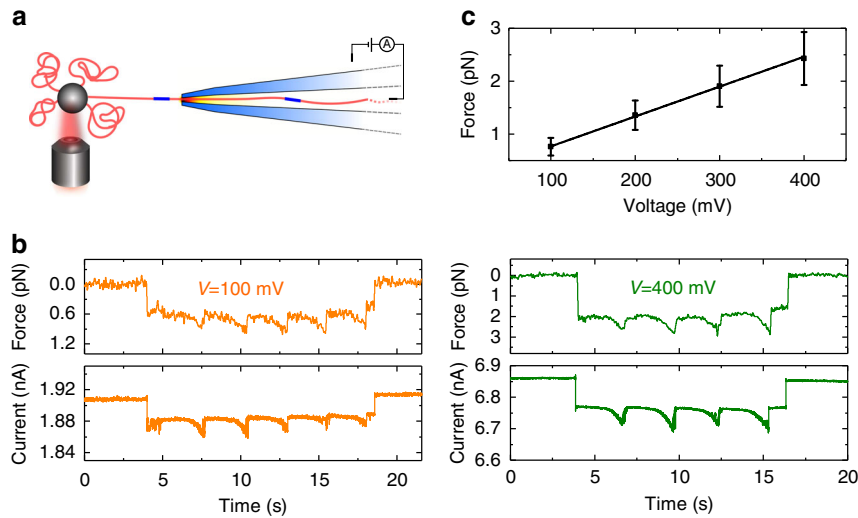 a
A
c
Force (pN)
3
2
1
100 200 300 400
Voltage (mV)
b
Force (pN)
0.0
0.6
1.2
V=100 mV
Current (nA)
1.92
1.88
1.84
0 5 10 15 20
Time (s)
Force (pN)
0
1
2
3
V=400 mV
Current (nA)
6.9
6.8
6.7
6.6
0 5 10 15 20
Time (s)